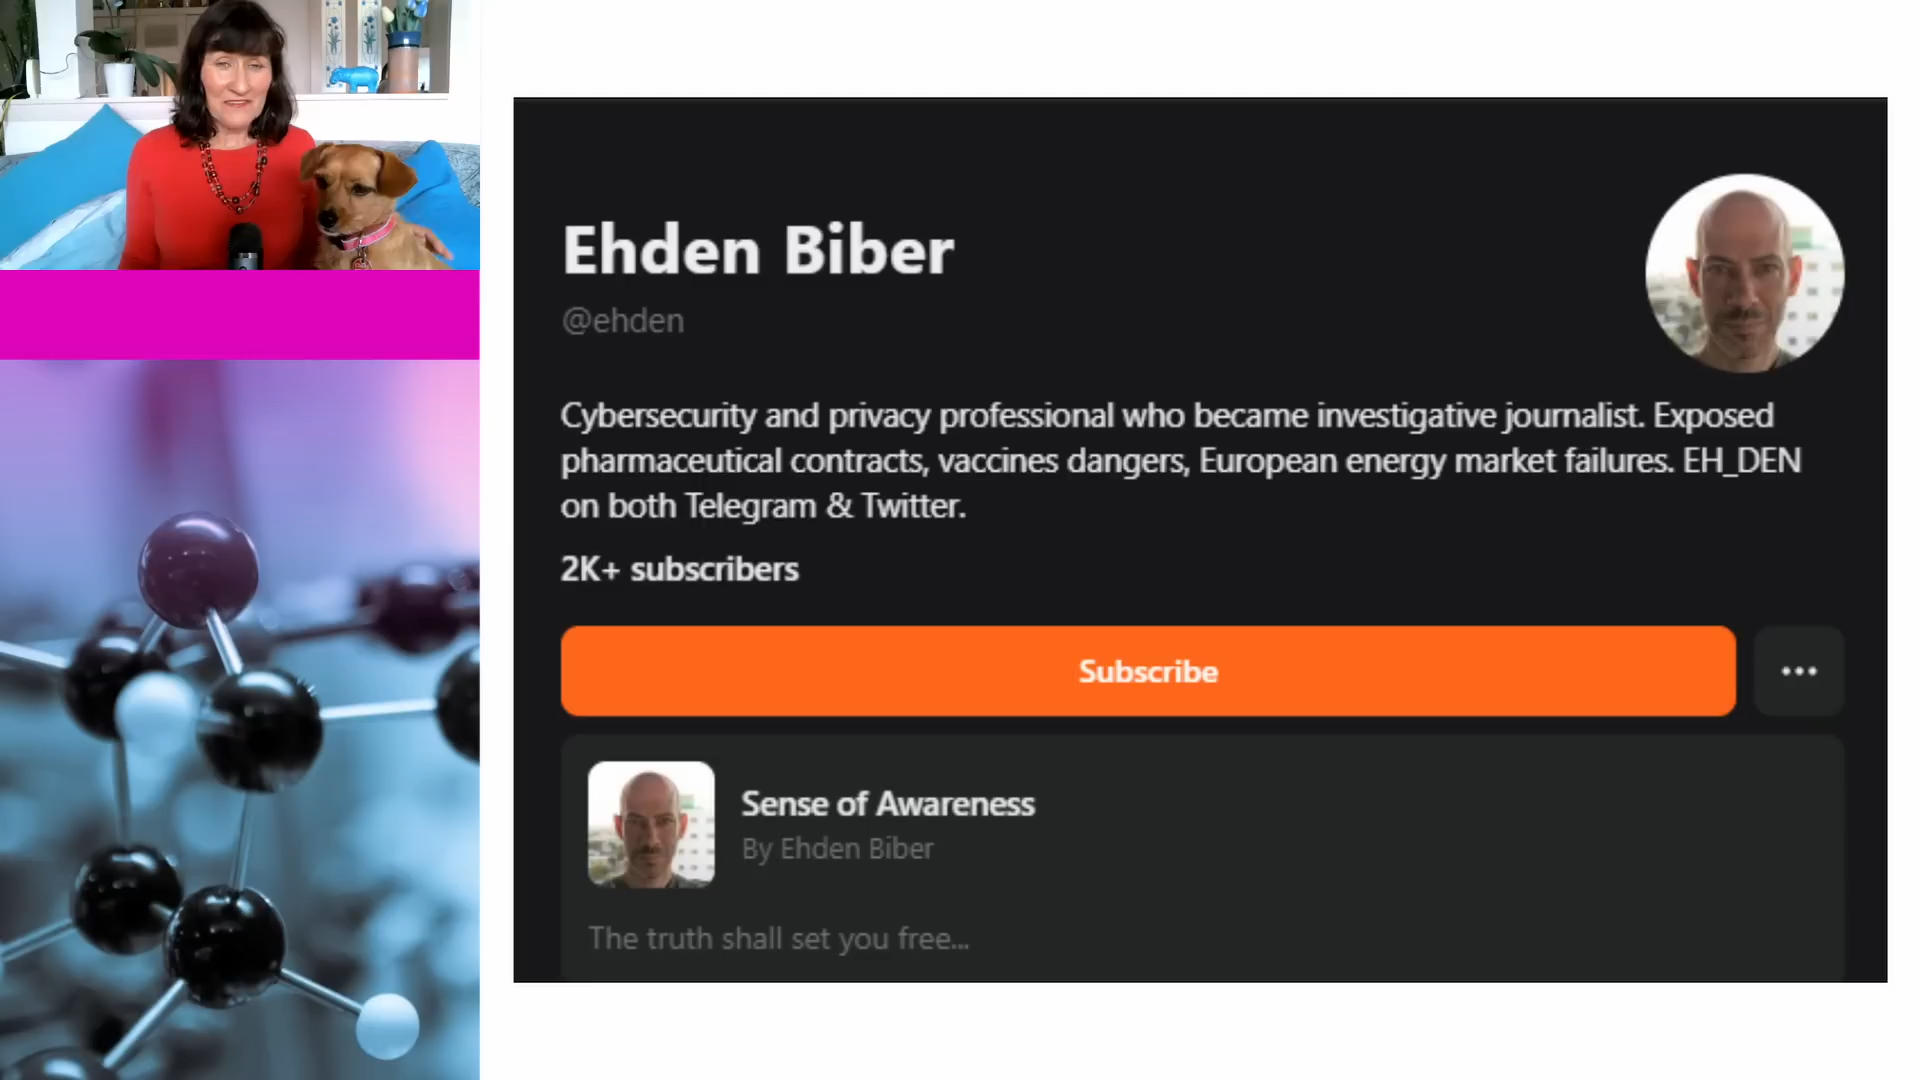 Ehden Biber
@ehden
Cybersecurity and privacy professional who became investigative journalist. Exposed
pharmaceutical contracts, vaccines dangers, European energy market failures. EH_DEN
on both Telegram & Twitter.
2K+ subscribers
Subscribe
Sense of Awareness
By Ehden Biber
The truth shall set you free...